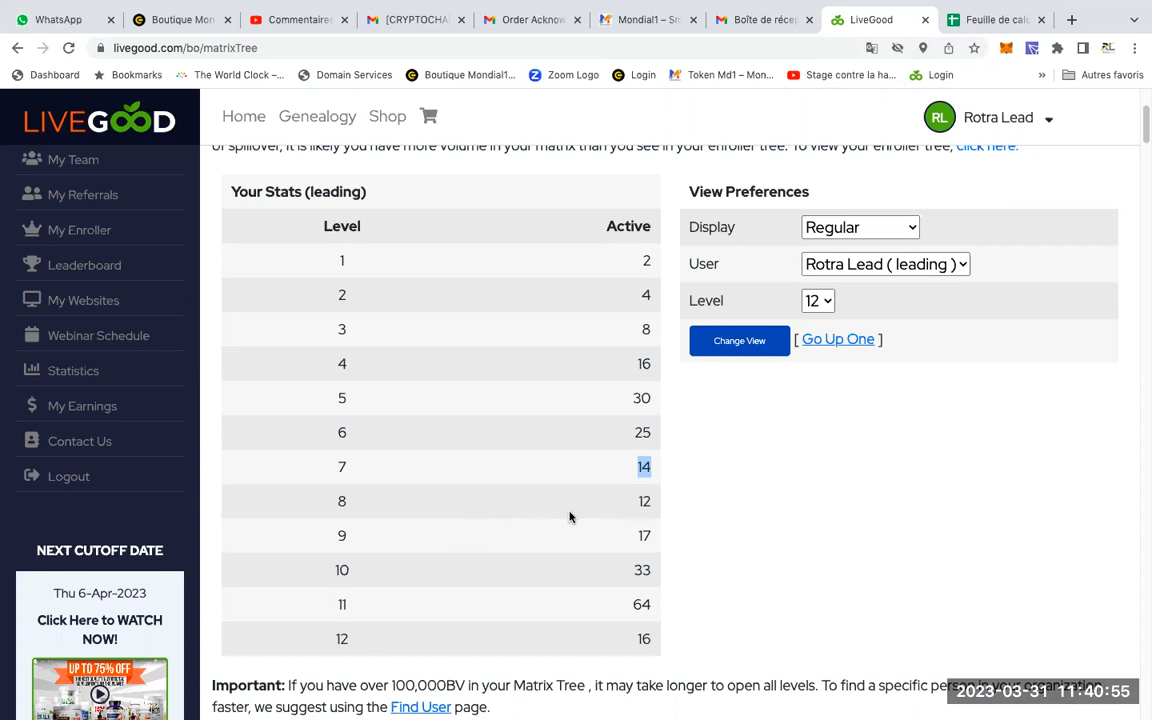 WhatsApp
Boutique Mon
Commentaires
[CRYPTOCHA
Order Acknow
Mondial1 – Sm
Boîte de réce
LiveGood
Feuille de calc
livegood.com/bo/matrixTree
Dashboard
Bookmarks
The World Clock –...
Domain Services
Boutique Mondial1...
Zoom Logo
Login
Token Md1 – Mon...
Stage contre la ha...
Login
»
Autres favoris
LIVEGOOD
Home
Genealogy
Shop
RL
Rotra Lead
of spillover, it is likely you have more volume in your matrix than you see in your enroller tree. To view your enroller tree, click here.
My Team
My Referrals
My Enroller
Leaderboard
My Websites
Webinar Schedule
Statistics
My Earnings
Contact Us
Logout
NEXT CUTOFF DATE
Thu 6-Apr-2023
Click Here to WATCH
NOW!
UP TO 75% OFF
Your Stats (leading)
Level Active
1 2
2 4
3 8
4 16
5 30
6 25
7 14
8 12
9 17
10 33
11 64
12 16
View Preferences
Display Regular
User Rotra Lead ( leading )
Level 12
Change View [ Go Up One ]
Important: If you have over 100,000BV in your Matrix Tree , it may take longer to open all levels. To find a specific person in your organization
faster, we suggest using the Find User page.
2023-03-31 11:40:55